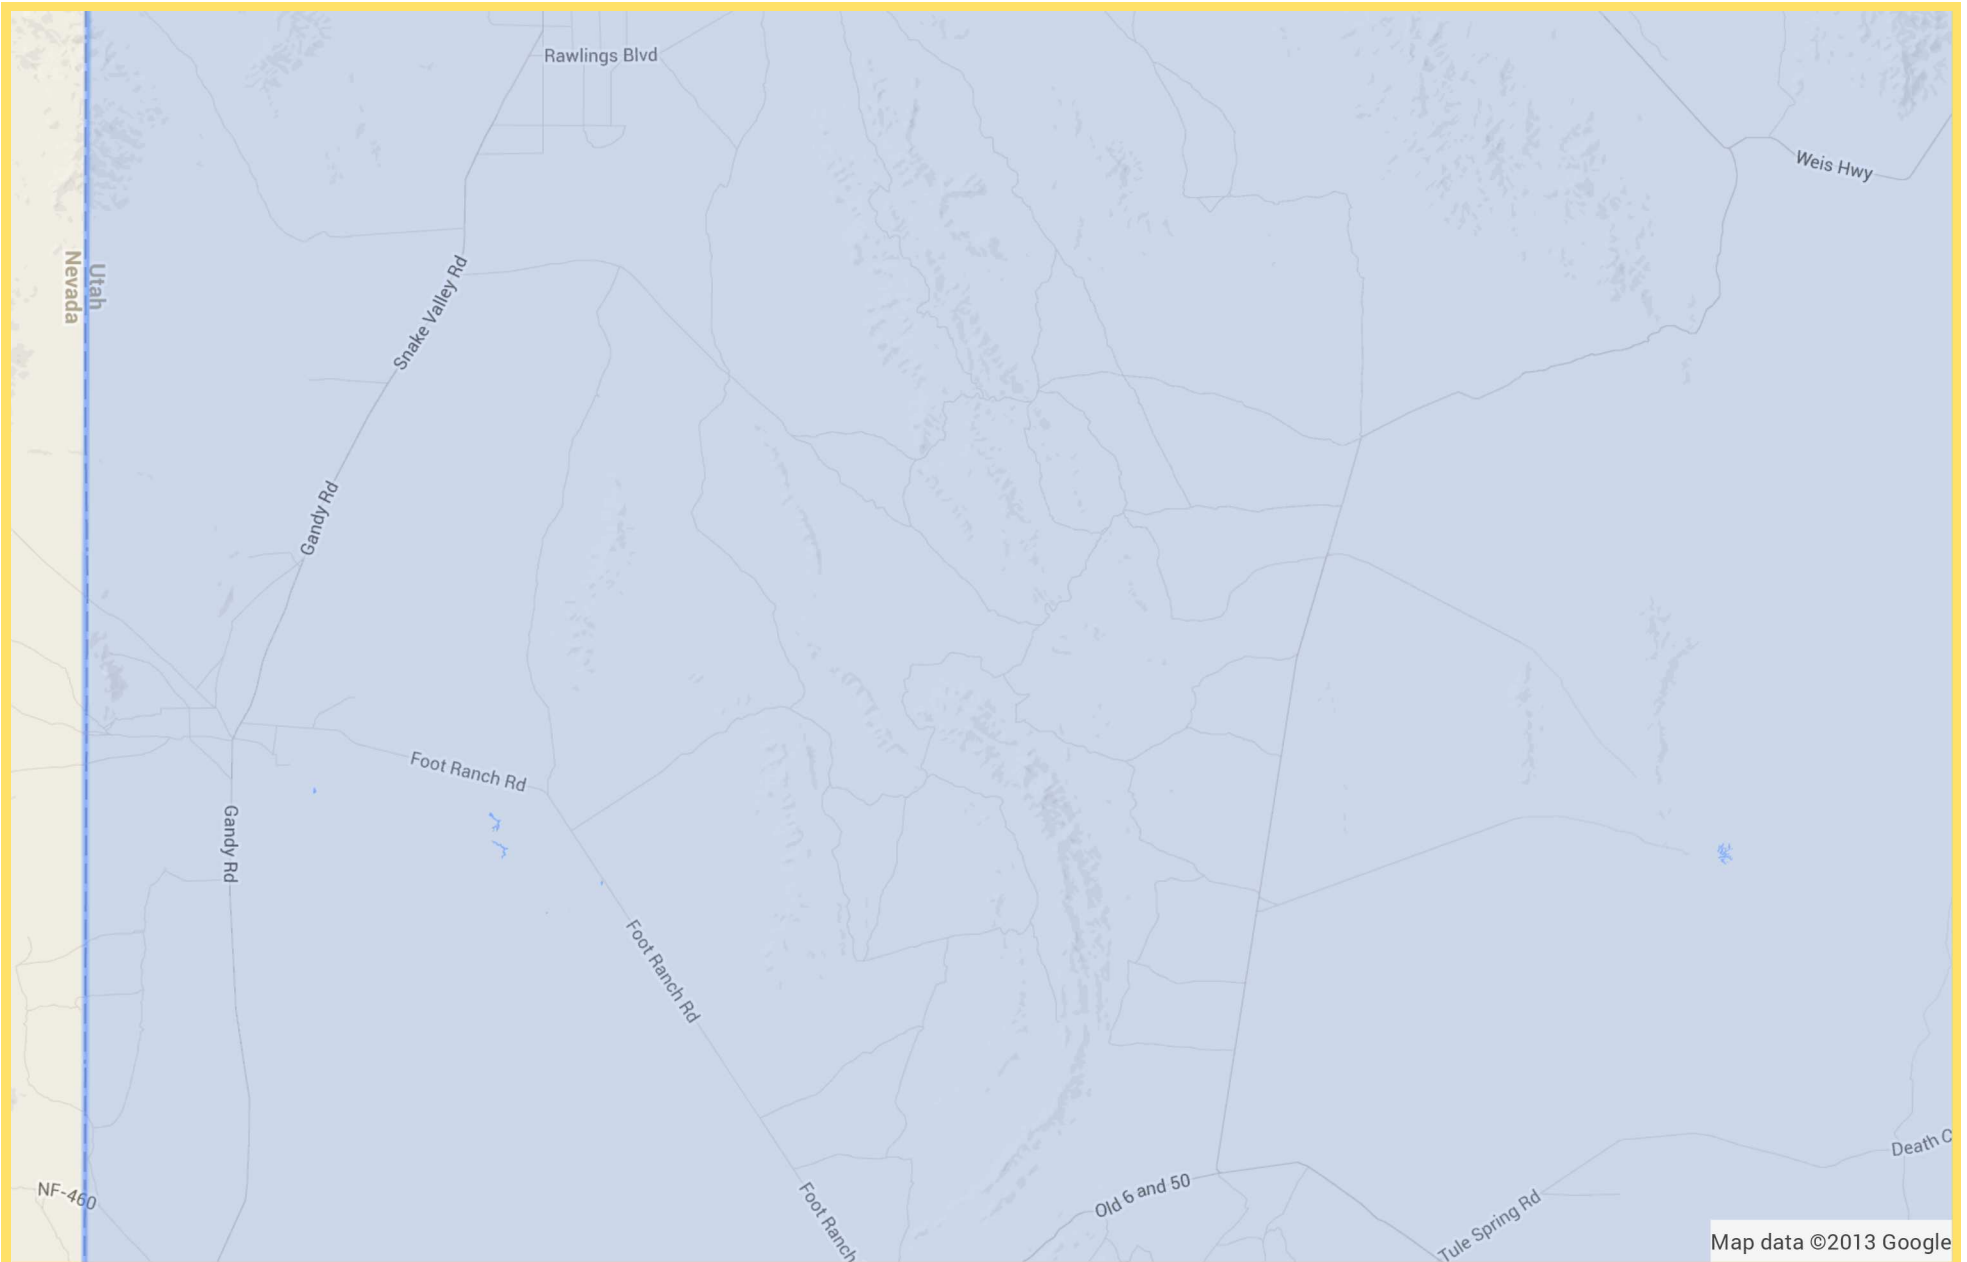 Rawlings Blvd
Weis Hwy
Utah
Nevada
Snake Valley Rd
Gandy Rd
Foot Ranch Rd
Gandy Rd
Foot Ranch Rd
Death C
NF-460
Old 6 and 50
Foot Ranch
Tule Spring Rd
Map data ©2013 Google